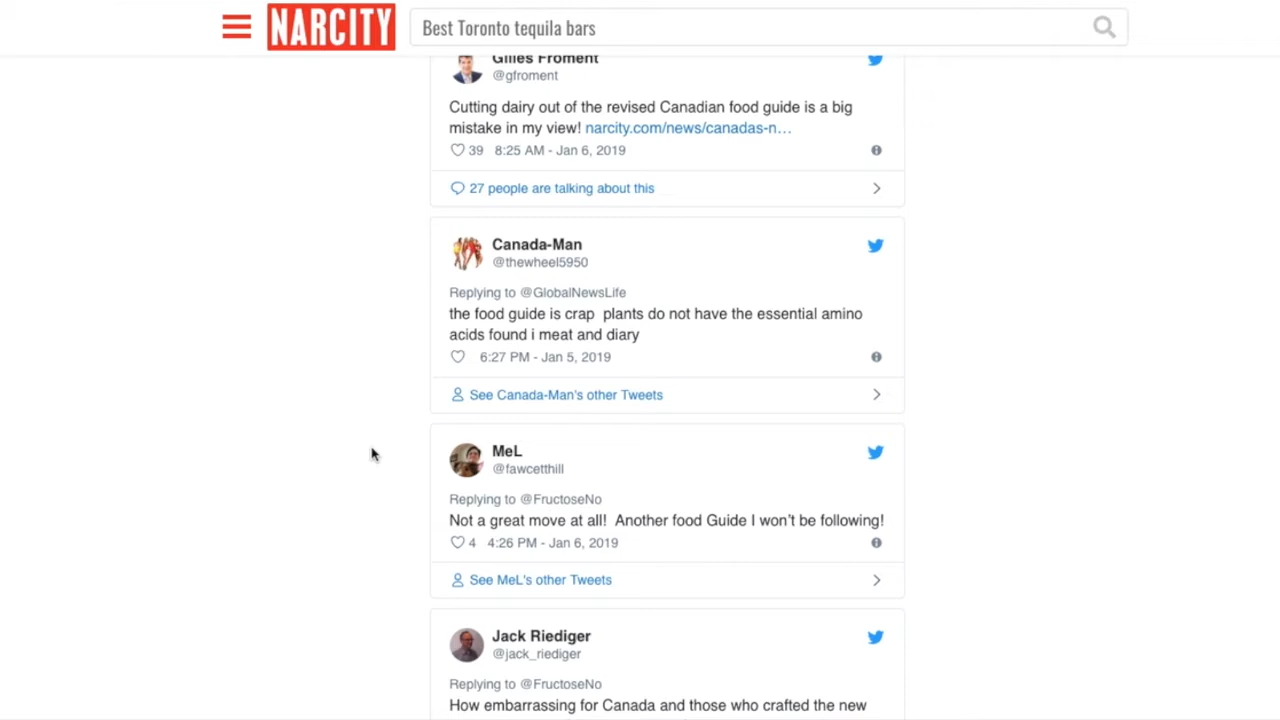 NARCITY
Best Toronto tequila bars
Gilles Froment
@gfroment
Cutting dairy out of the revised Canadian food guide is a big
mistake in my view! narcity.com/news/canadas-n…
39 8:25 AM - Jan 6, 2019
27 people are talking about this
Canada-Man
@thewheel5950
Replying to @GlobalNewsLife
the food guide is crap  plants do not have the essential amino
acids found i meat and diary
6:27 PM - Jan 5, 2019
See Canada-Man's other Tweets
MeL
@fawcetthill
Replying to @FructoseNo
Not a great move at all!  Another food Guide I won’t be following!
4 4:26 PM - Jan 6, 2019
See MeL's other Tweets
Jack Riediger
@jack_riediger
Replying to @FructoseNo
How embarrassing for Canada and those who crafted the new